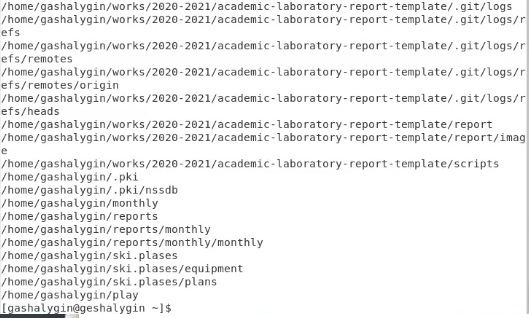 /home/gashalygin/works/2020-2021/academic-laboratory-report-template/.git/logs
/home/gashalygin/works/2020-2021/academic-laboratory-report-template/.git/logs/r
efs
/home/gashalygin/works/2020-2021/academic-laboratory-report-template/.git/logs/r
efs/remotes
/home/gashalygin/works/2020-2021/academic-laboratory-report-template/.git/logs/r
efs/remotes/origin
/home/gashalygin/works/2020-2021/academic-laboratory-report-template/.git/logs/r
efs/heads
/home/gashalygin/works/2020-2021/academic-laboratory-report-template/report
/home/gashalygin/works/2020-2021/academic-laboratory-report-template/report/imag
e
/home/gashalygin/works/2020-2021/academic-laboratory-report-template/scripts
/home/gashalygin/.pki
/home/gashalygin/.pki/nssdb
/home/gashalygin/monthly
/home/gashalygin/reports
/home/gashalygin/reports/monthly
/home/gashalygin/reports/monthly/monthly
/home/gashalygin/ski.plases
/home/gashalygin/ski.plases/equipment
/home/gashalygin/ski.plases/plans
/home/gashalygin/play
[gashalygin@geshalygin ~]$